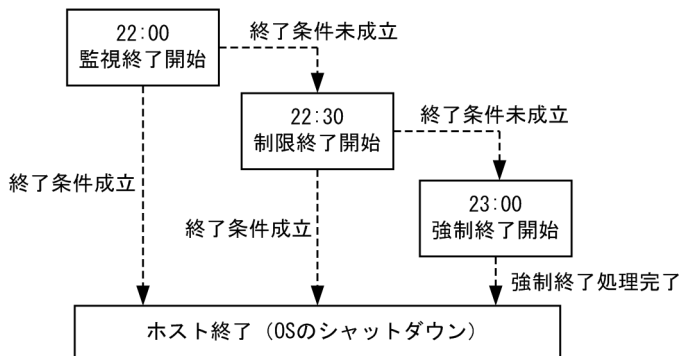 22:00
監視終了開始
終了条件未成立
22:30
制限終了開始
終了条件未成立
終了条件成立
23:00
強制終了開始
終了条件成立
強制終了処理完了
ホスト終了（OSのシャットダウン）